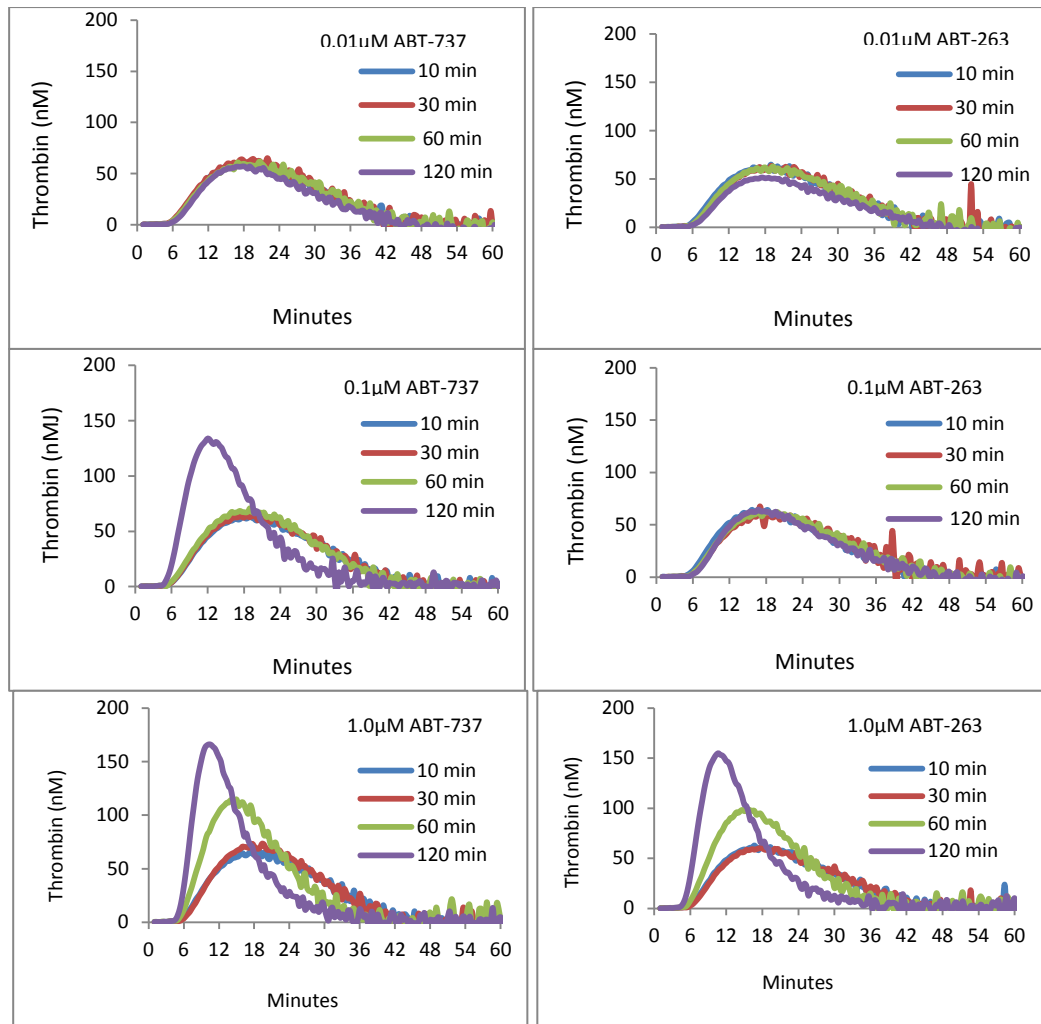 0.01µM ABT-737
Thrombin (nM)
200
150
100
50
0
10 min
30 min
60 min
120 min
0 6 12 18 24 30 36 42 48 54 60
Minutes
0.01µM ABT-263
Thrombin (nM)
200
150
100
50
0
10 min
30 min
60 min
120 min
0 6 12 18 24 30 36 42 48 54 60
Minutes
0.1µM ABT-737
Thrombin (nMJ)
200
150
100
50
0
10 min
30 min
60 min
120 min
0 6 12 18 24 30 36 42 48 54 60
Minutes
0.1µM ABT-263
Thrombin (nM)
200
150
100
50
0
10 min
30 min
60 min
120 min
0 6 12 18 24 30 36 42 48 54 60
Minutes
1.0µM ABT-737
Thrombin (nM)
200
150
100
50
0
10 min
30 min
60 min
120 min
0 6 12 18 24 30 36 42 48 54 60
Minutes
1.0µM ABT-263
Thrombin (nM)
200
150
100
50
0
10 min
30 min
60 min
120 min
0 6 12 18 24 30 36 42 48 54 60
Minutes